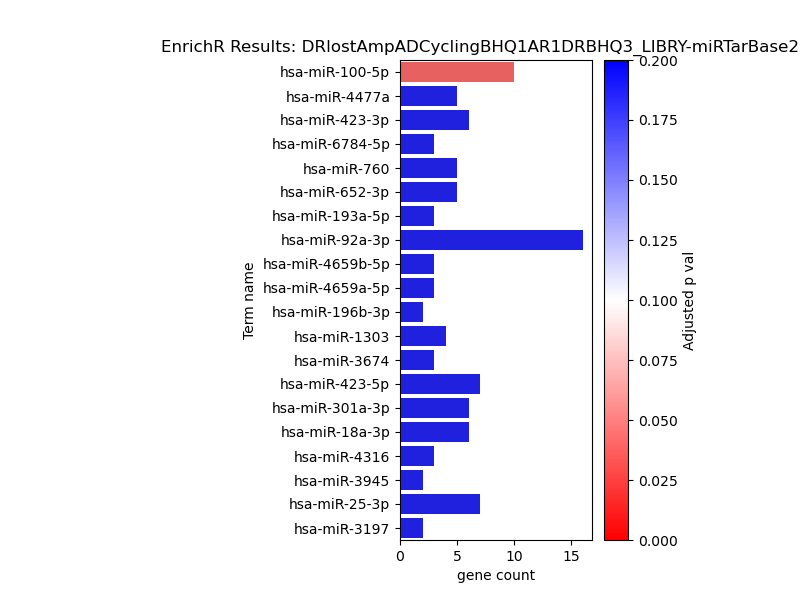 EnrichR Results: DRlostAmpADCyclingBHQ1AR1DRBHQ3_LIBRY-miRTarBase2
hsa-miR-100-5p
hsa-miR-4477a
hsa-miR-423-3p
hsa-miR-6784-5p
hsa-miR-760
hsa-miR-652-3p
hsa-miR-193a-5p
hsa-miR-92a-3p
hsa-miR-4659b-5p
hsa-miR-4659a-5p
hsa-miR-196b-3p
hsa-miR-1303
hsa-miR-3674
hsa-miR-423-5p
hsa-miR-301a-3p
hsa-miR-18a-3p
hsa-miR-4316
hsa-miR-3945
hsa-miR-25-3p
hsa-miR-3197
Term name
0 5 10 15
gene count
0.200
0.175
0.150
0.125
0.100
0.075
0.050
0.025
0.000
Adjusted p val